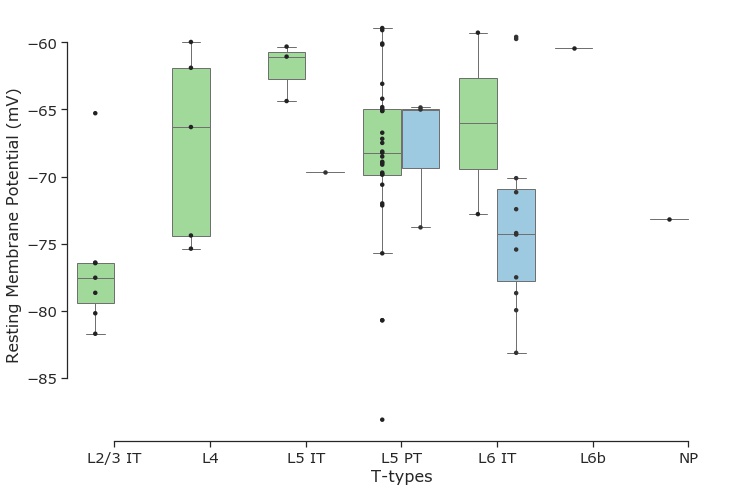 Resting Membrane Potential (mV)
−60
−65
−70
−75
−80
−85
L2/3 IT L4 L5 IT L5 PT L6 IT L6b NP
T-types